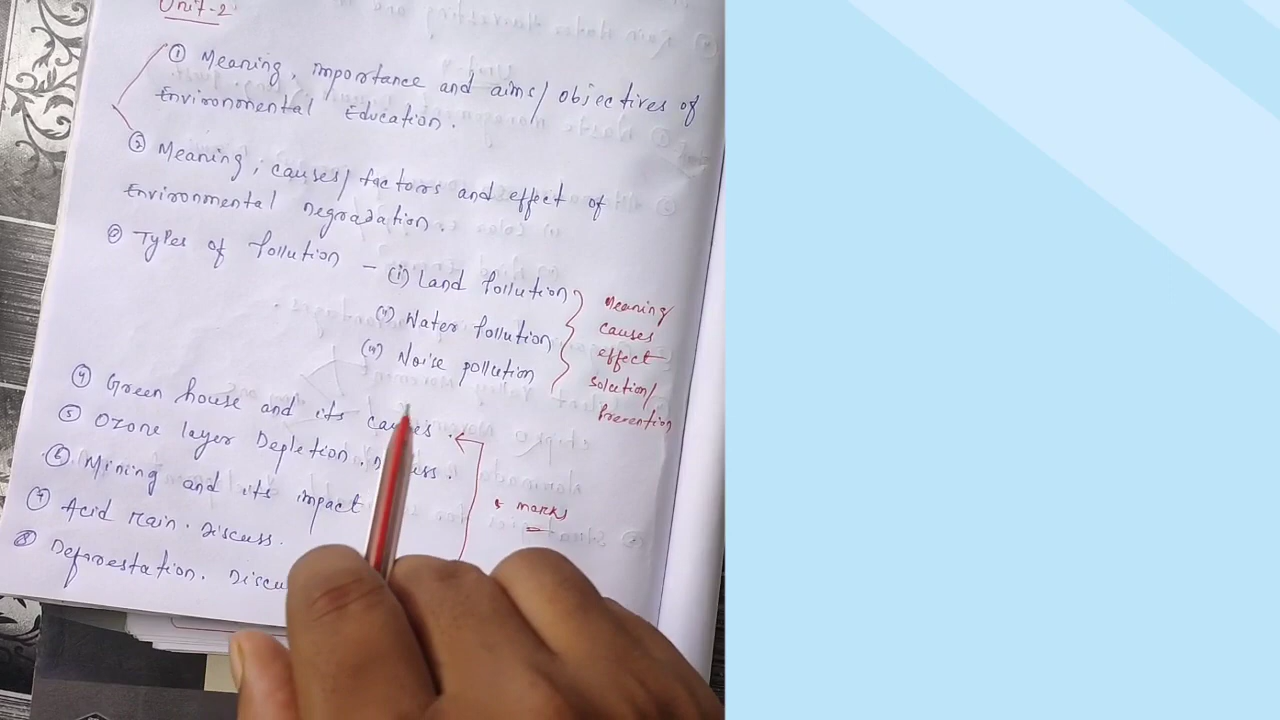 Unit-2
① Meaning, importance and aims/objectives of
Environmental Education.
② Meaning, causes/factors and effect of
Environmental Degradation.
③ Types of Pollution – (i) Land Pollution
(ii) Water Pollution
(iii) Noise pollution
Meaning
causes
effect
solution/
Prevention
④ Green house and its causes.
⑤ Ozone layer Depletion.
⑥ Mining and its impact
⑦ Acid rain. Discuss.
⑧ Deforestation.
marks